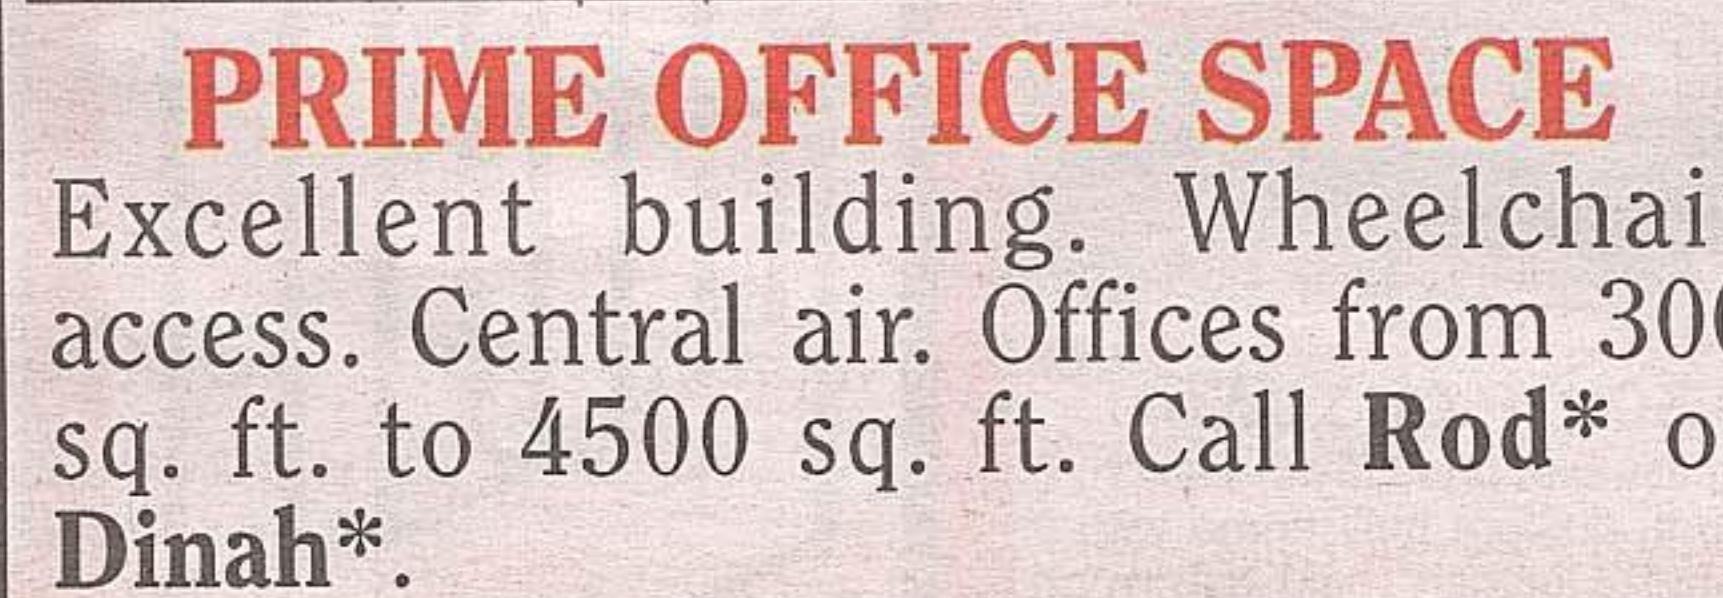 PRIME OFFICE SPACE
Excellent building. Wheelchai
access. Central air. Offices from 300
sq. ft. to 4500 sq. ft. Call Rod* o
Dinah*.